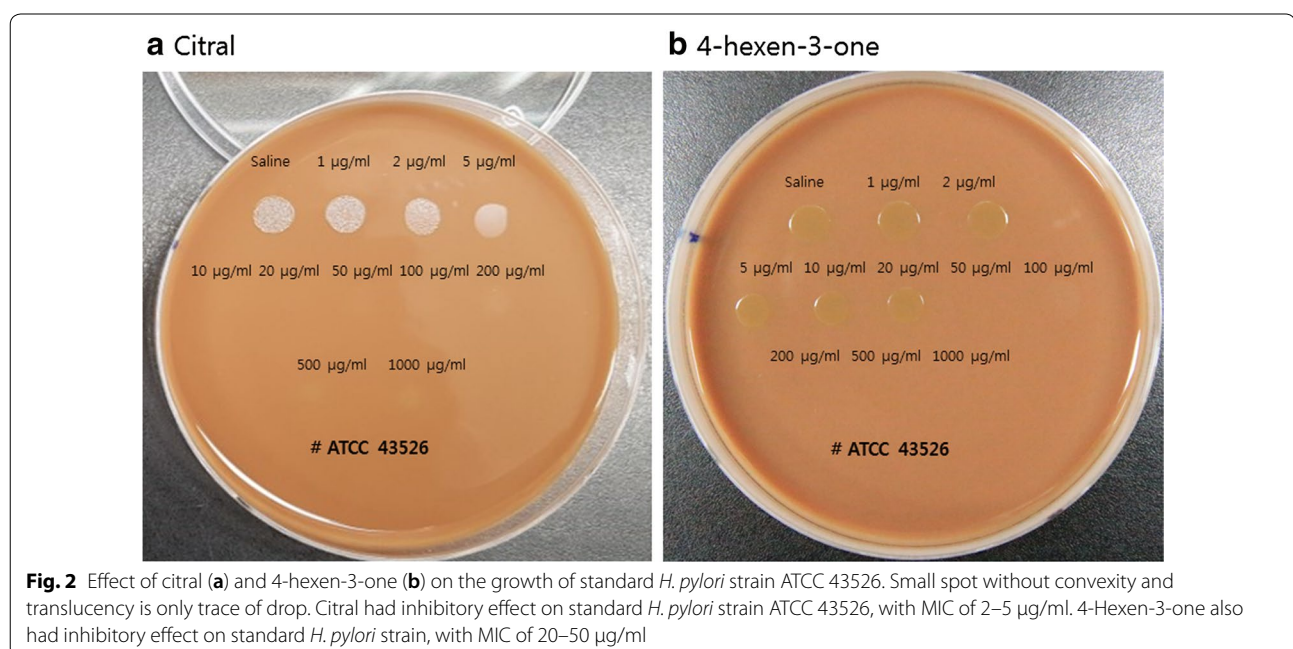 a Citral
b 4-hexen-3-one
Saline 1 µg/ml 2 µg/ml 5 µg/ml
10 µg/ml 20 µg/ml 50 µg/ml 100 µg/ml 200 µg/ml
500 µg/ml 1000 µg/ml
# ATCC 43526
Saline 1 µg/ml 2 µg/ml
5 µg/ml 10 µg/ml 20 µg/ml 50 µg/ml 100 µg/ml
200 µg/ml 500 µg/ml 1000 µg/ml
# ATCC 43526
Fig. 2 Effect of citral (a) and 4-hexen-3-one (b) on the growth of standard H. pylori strain ATCC 43526. Small spot without convexity and
translucency is only trace of drop. Citral had inhibitory effect on standard H. pylori strain ATCC 43526, with MIC of 2–5 µg/ml. 4-Hexen-3-one also
had inhibitory effect on standard H. pylori strain, with MIC of 20–50 µg/ml